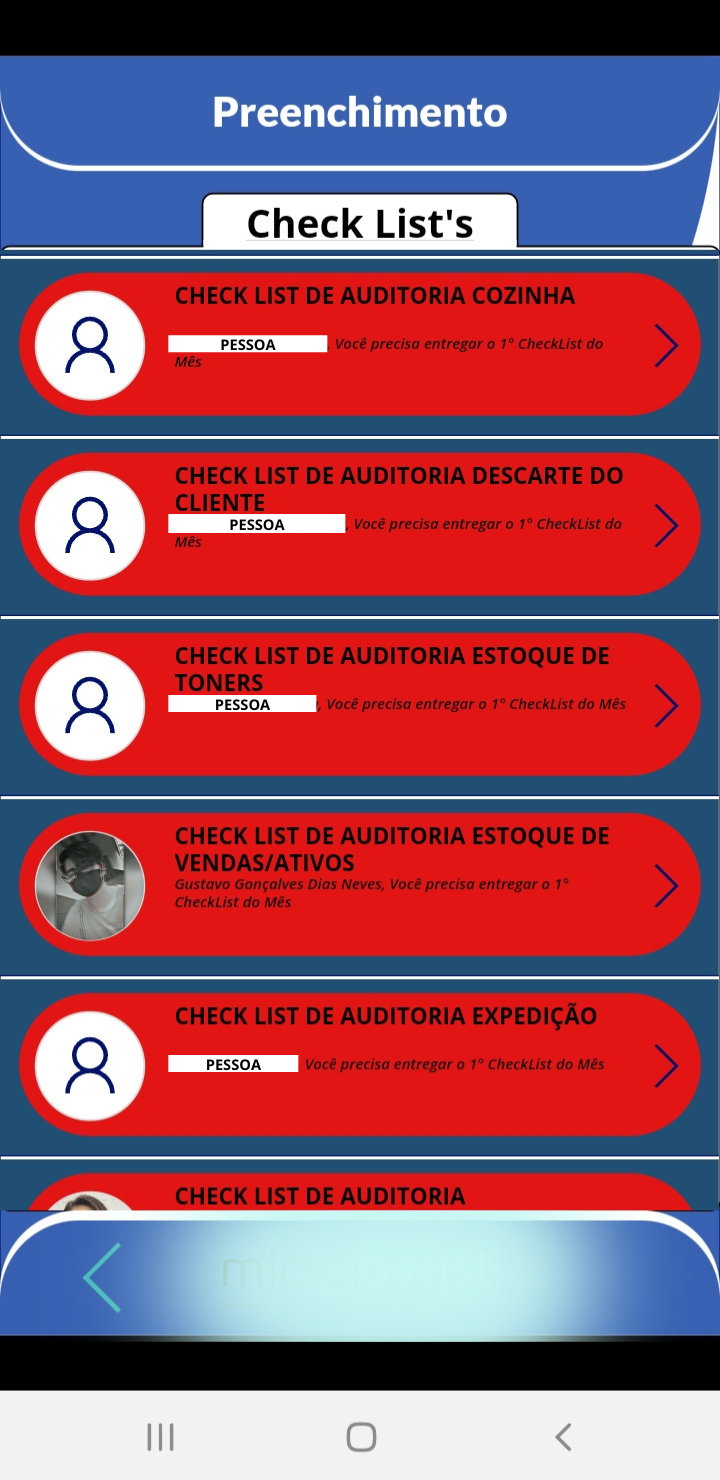 Preenchimento
Check List's
CHECK LIST DE AUDITORIA COZINHA
PESSOA , Você precisa entregar o 1° CheckList do
Mês
CHECK LIST DE AUDITORIA DESCARTE DO
CLIENTE
PESSOA , Você precisa entregar o 1° CheckList do
Mês
CHECK LIST DE AUDITORIA ESTOQUE DE
TONERS
PESSOA , Você precisa entregar o 1° CheckList do Mês
CHECK LIST DE AUDITORIA ESTOQUE DE
VENDAS/ATIVOS
Gustavo Gonçalves Dias Neves, Você precisa entregar o 1°
CheckList do Mês
CHECK LIST DE AUDITORIA EXPEDIÇÃO
PESSOA Você precisa entregar o 1° CheckList do Mês
CHECK LIST DE AUDITORIA